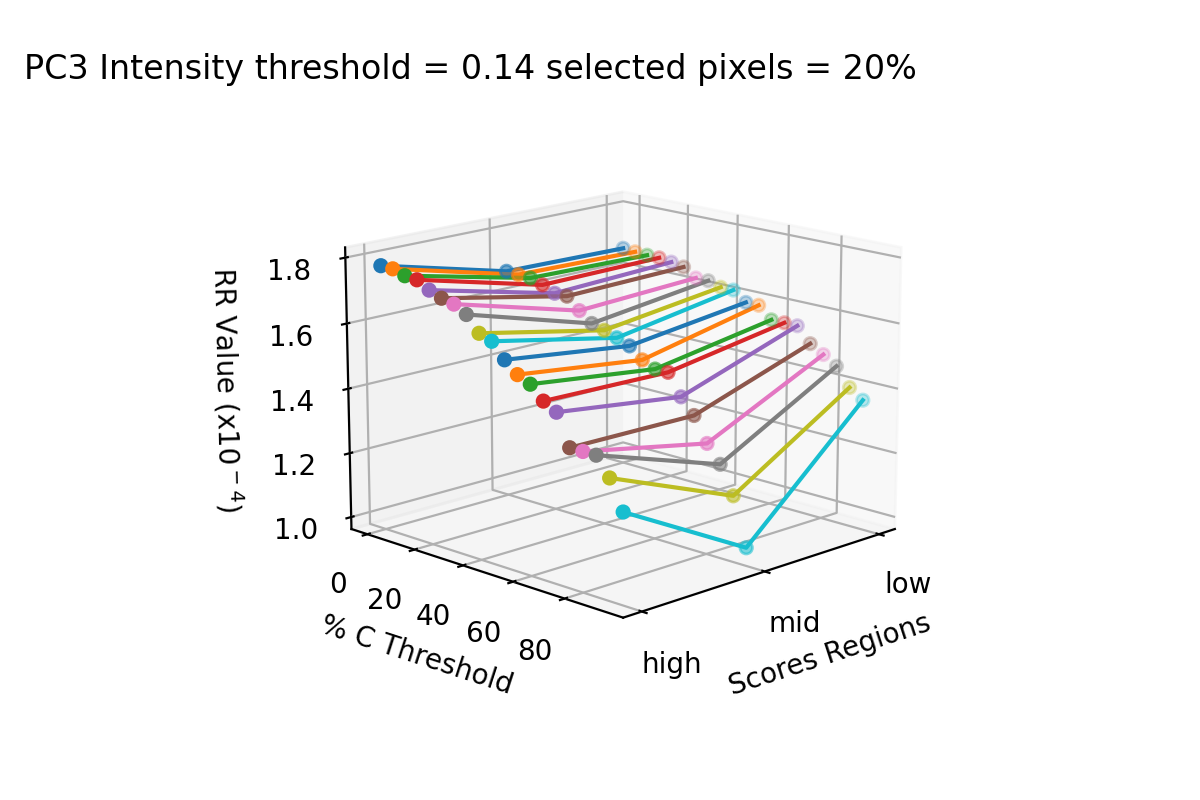 PC3 Intensity threshold = 0.14 selected pixels = 20%
RR Value (x10⁻⁴)
1.8
1.6
1.4
1.2
1.0
0
20
40
60
80
% C Threshold
high
mid
low
Scores Regions